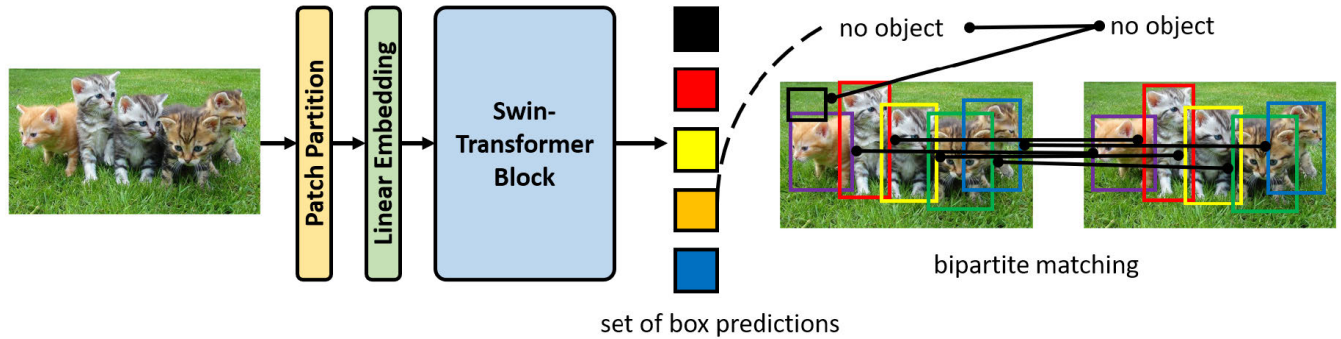 Patch Partition
Linear Embedding
Swin-
Transformer
Block
set of box predictions
no object
no object
bipartite matching